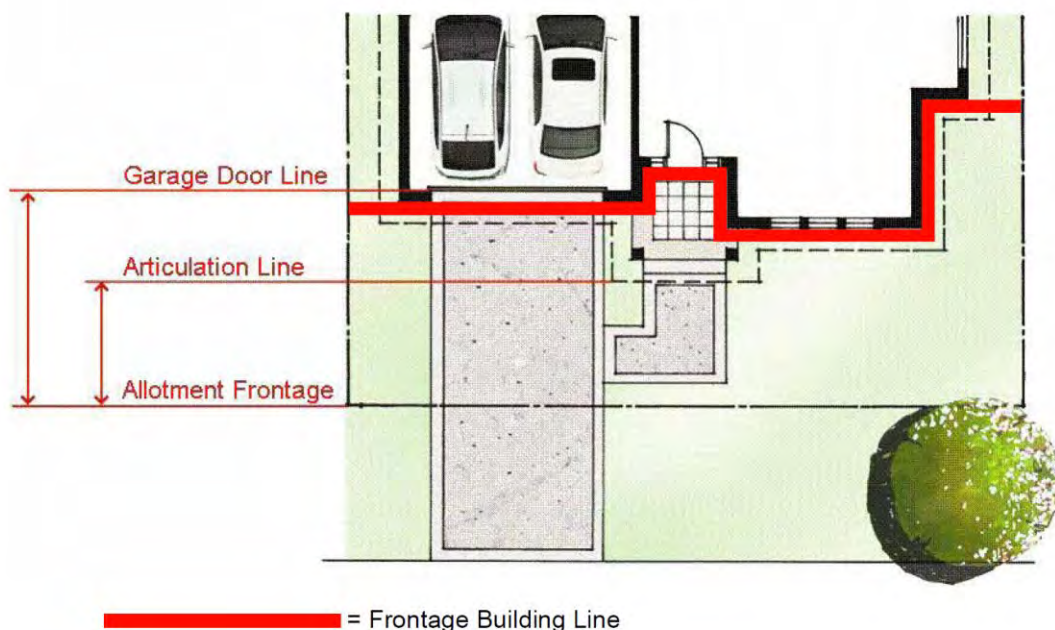 Garage Door Line
Articulation Line
Allotment Frontage
= Frontage Building Line